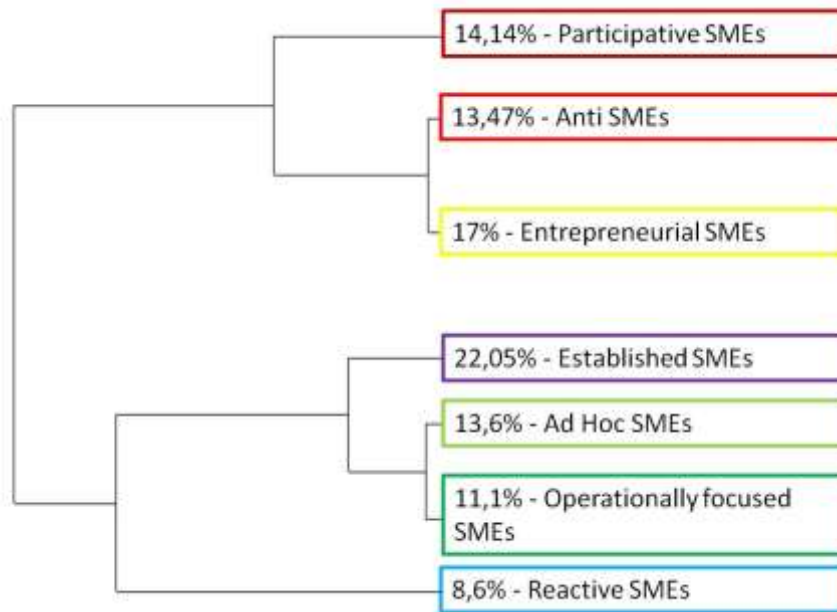 14,14% - Participative SMEs
13,47% - Anti SMEs
17% - Entrepreneurial SMEs
22,05% - Established SMEs
13,6% - Ad Hoc SMEs
11,1% - Operationally focused
SMEs
8,6% - Reactive SMEs